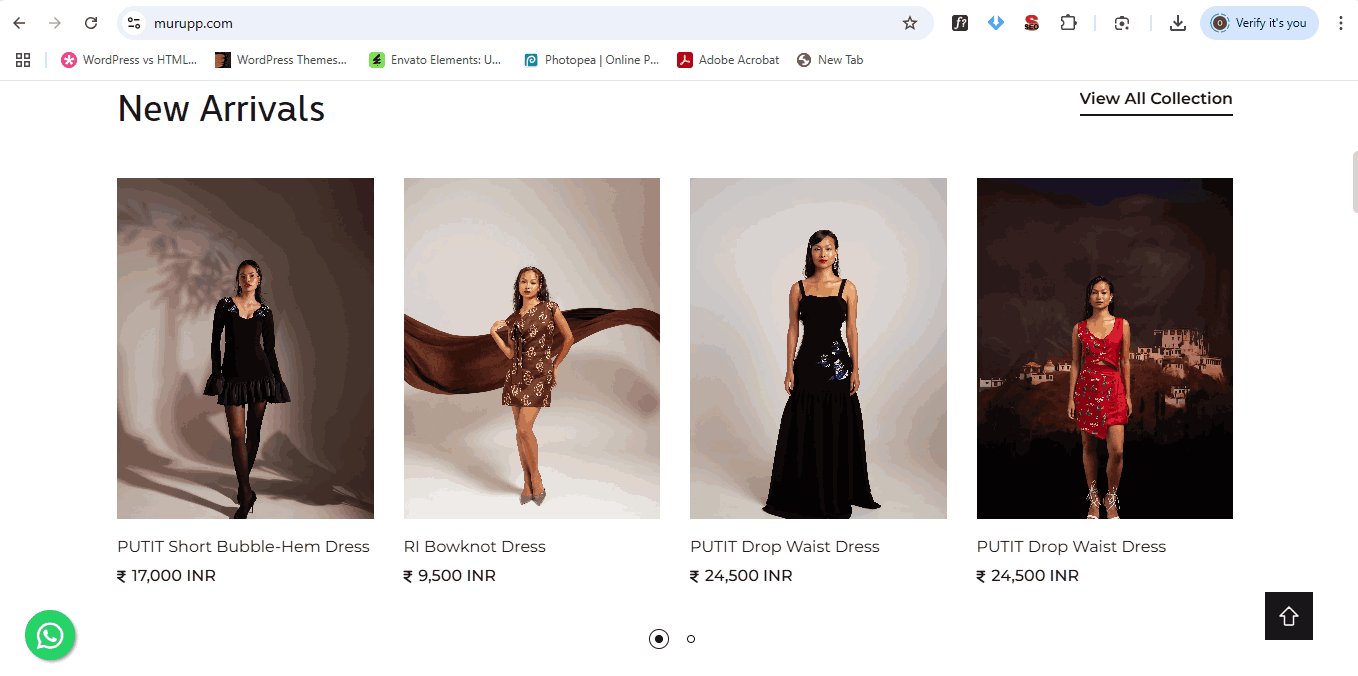 murupp.com
Verify it's you
WordPress vs HTML...
WordPress Themes...
Envato Elements: U...
Photopea | Online P...
Adobe Acrobat
New Tab
New Arrivals
View All Collection
PUTIT Short Bubble-Hem Dress
₹ 17,000 INR
RI Bowknot Dress
₹ 9,500 INR
PUTIT Drop Waist Dress
₹ 24,500 INR
PUTIT Drop Waist Dress
₹ 24,500 INR